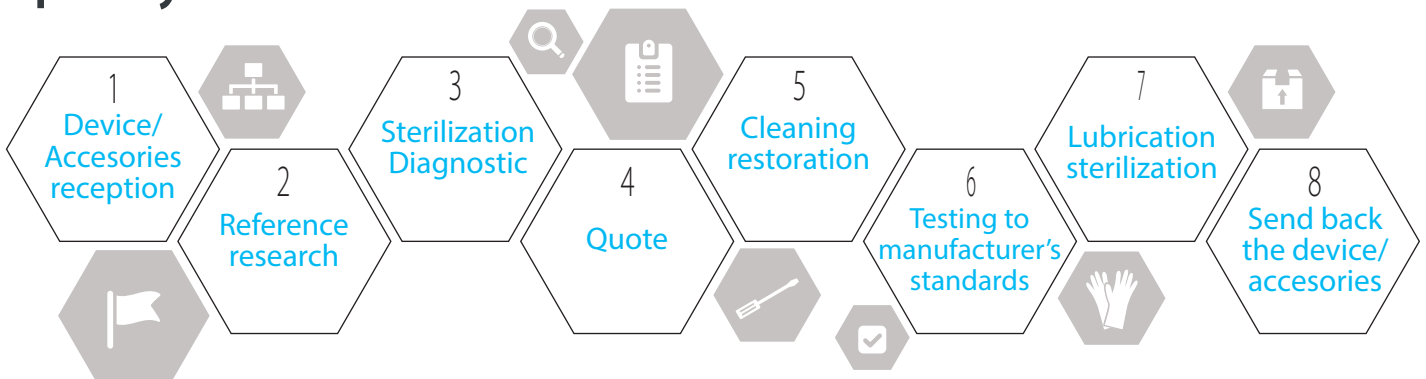 1
Device/
Accesories
reception
2
Reference
research
3
Sterilization
Diagnostic
4
Quote
5
Cleaning
restoration
6
Testing to
manufacturer's
standards
7
Lubrication
sterilization
8
Send back
the device/
accesories